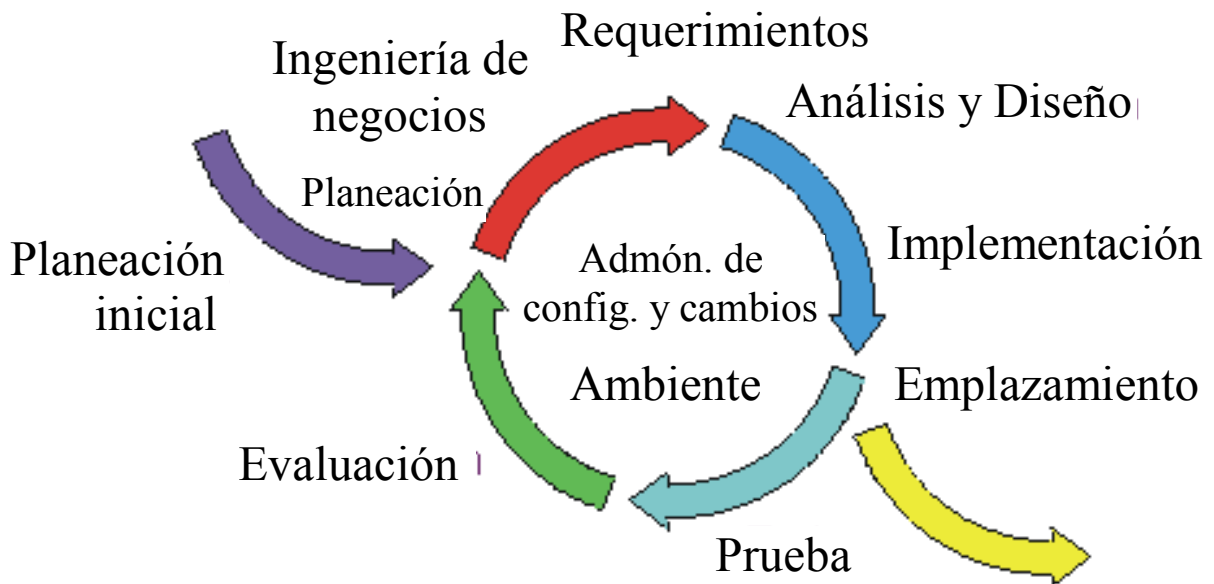 Requerimientos
Ingeniería de
negocios
Análisis y Diseño
Planeación
Planeación
inicial
Implementación
Admón. de
config. y cambios
Ambiente
Emplazamiento
Evaluación
Prueba